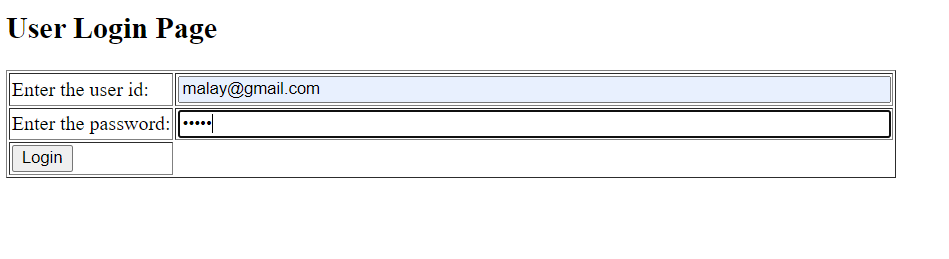 User Login Page
Enter the user id: malay@gmail.com
Enter the password: •••••
Login